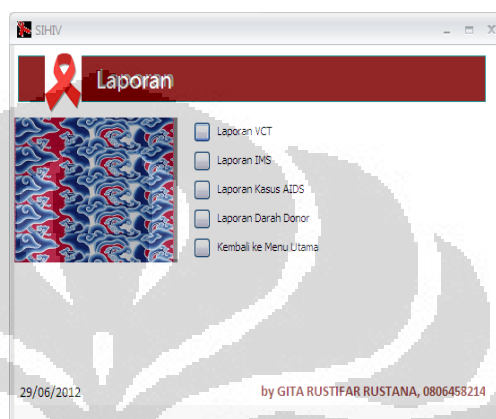 SIHIV
Laporan
Laporan VCT
Laporan IMS
Laporan Kasus AIDS
Laporan Darah Donor
Kembali ke Menu Utama
29/06/2012
by GITA RUSTIFAR RUSTANA, 0806458214